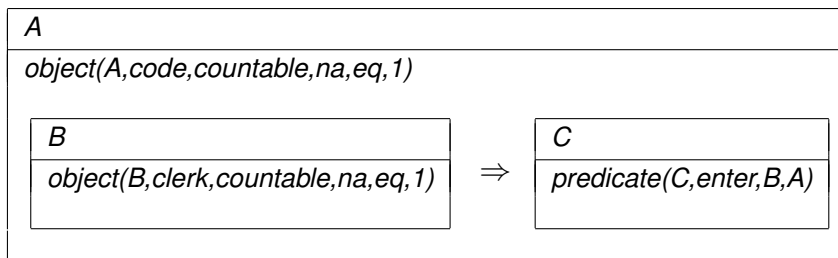 A
object(A,code,countable,na,eq,1)
B
object(B,clerk,countable,na,eq,1)
⇒
C
predicate(C,enter,B,A)